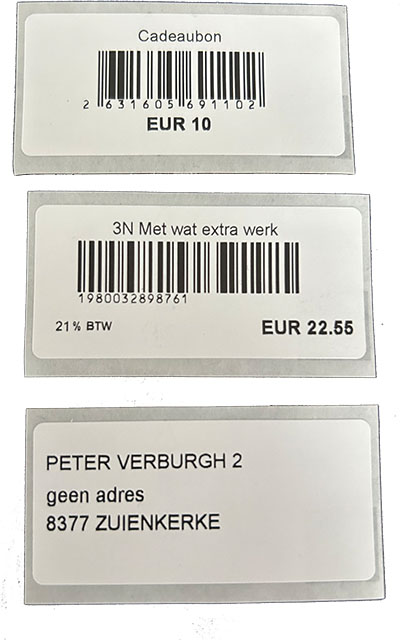 Cadeaubon
2 631605 691102
EUR 10
3N Met wat extra werk
1980032898761
21% BTW EUR 22.55
PETER VERBURGH 2
geen adres
8377 ZUIENKERKE